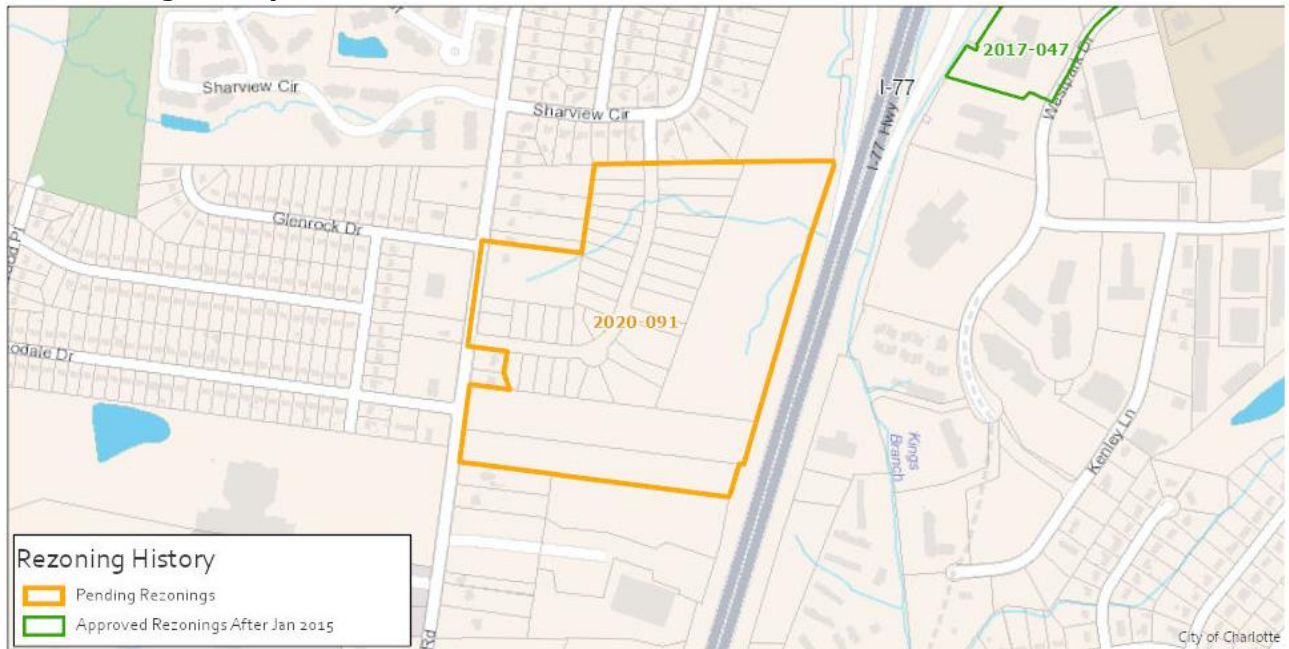 2017-047
I-77
Westpark Dr
Sharview Cir
Sharview Cir
I-77 Hwy
Glenrock Dr
2020-091
Kings
Branch
Kenley Ln
Rezoning History
Pending Rezonings
Approved Rezonings After Jan 2015
Rd
City of Charlotte